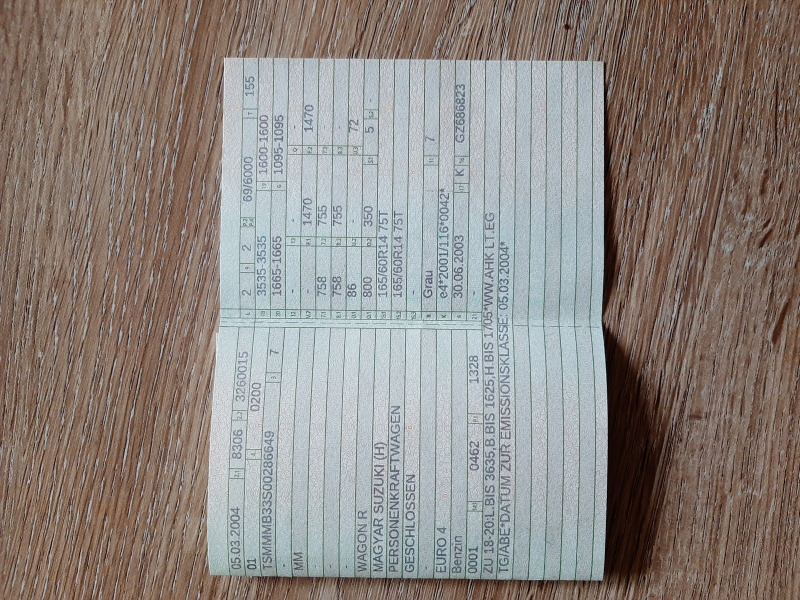 05.03.2004 8306 3260015
01 0200
TSMMMB33S00286649 7
-
MM
-
-
-
WAGON R
MAGYAR SUZUKI (H)
PERSONENKRAFTWAGEN
GESCHLOSSEN
-
EURO 4
Benzin
0001 0462 1328
2 2 69/6000 155
3535-3535 1600-1600
1665-1665 1095-1095
- - -
- 1470 1470
758 755 -
758 755 -
86 - 72
800 350 5
165/60R14 75T
165/60R14 75T
-
Grau 7
e4*2001/116*0042*
30.06.2003 K GZ686823
-
ZU 18-20:L.BIS 3635,B.BIS 1625,H.BIS 1705*WW.AHK LT.EG
TG/ABE*DATUM ZUR EMISSIONSKLASSE: 05.03.2004*